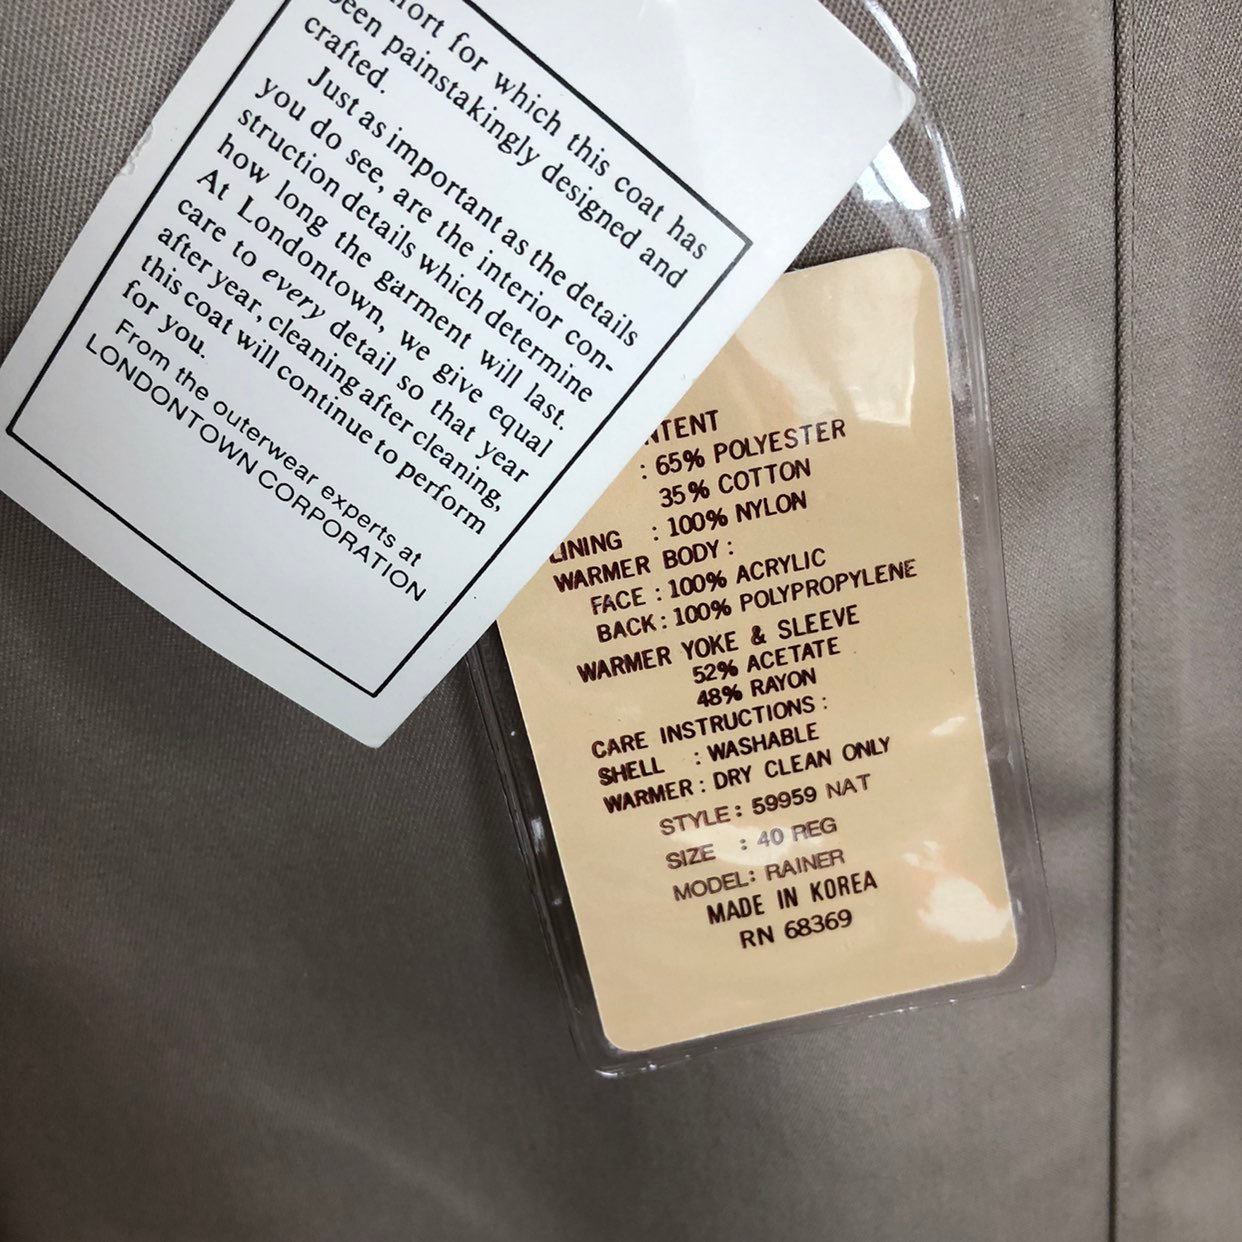 for which this coat has
been painstakingly designed and
crafted.
Just as important as the details
you do see, are the interior con-
struction details which determine
how long the garment will last.
At Londontown, we give equal
care to every detail so that year
after year, cleaning after cleaning,
this coat will continue to perform
for you.
From the outerwear experts at
LONDONTOWN CORPORATION
: 65% POLYESTER
35% COTTON
LINING : 100% NYLON
WARMER BODY :
FACE : 100% ACRYLIC
BACK : 100% POLYPROPYLENE
WARMER YOKE & SLEEVE
52% ACETATE
48% RAYON
CARE INSTRUCTIONS :
SHELL : WASHABLE
WARMER : DRY CLEAN ONLY
STYLE : 59959 NAT
SIZE : 40 REG
MODEL : RAINER
MADE IN KOREA
RN 68369